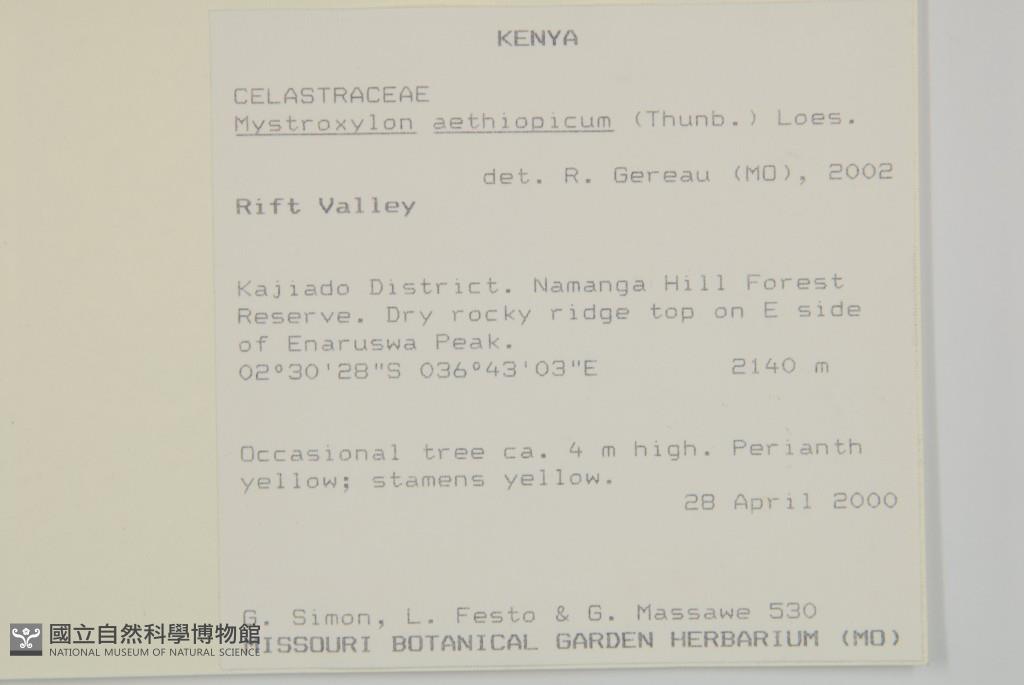 KENYA
CELASTRACEAE
Mystroxylon aethiopicum (Thunb.) Loes.
det. R. Gereau (MO), 2002
Rift Valley
Kajiado District. Namanga Hill Forest
Reserve. Dry rocky ridge top on E side
of Enaruswa Peak.
02°30'28"S 036°43'03"E 2140 m
Occasional tree ca. 4 m high. Perianth
yellow; stamens yellow.
28 April 2000
G. Simon, L. Festo & G. Massawe 530
MISSOURI BOTANICAL GARDEN HERBARIUM (MO)
國立自然科學博物館
NATIONAL MUSEUM OF NATURAL SCIENCE